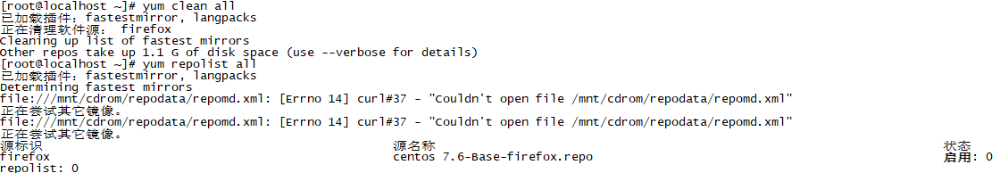 [root@localhost ~]# yum clean all
已加载插件：fastestmirror, langpacks
正在清理软件源： firefox
Cleaning up list of fastest mirrors
Other repos take up 1.1 G of disk space (use --verbose for details)
[root@localhost ~]# yum repolist all
已加载插件：fastestmirror, langpacks
Determining fastest mirrors
file:///mnt/cdrom/repodata/repomd.xml: [Errno 14] curl#37 - "Couldn't open file /mnt/cdrom/repodata/repomd.xml"
正在尝试其它镜像。
file:///mnt/cdrom/repodata/repomd.xml: [Errno 14] curl#37 - "Couldn't open file /mnt/cdrom/repodata/repomd.xml"
正在尝试其它镜像。
源标识 源名称 状态
firefox centos 7.6-Base-firefox.repo 启用: 0
repolist: 0